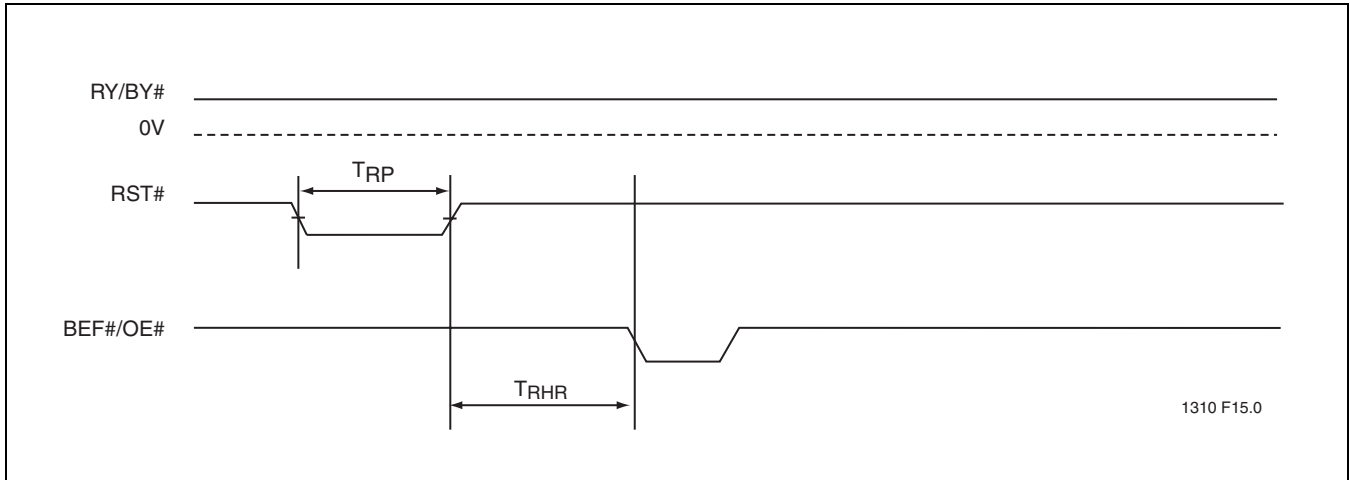 RY/BY#
0V
TRP
RST#
BEF#/OE#
TRHR
1310 F15.0